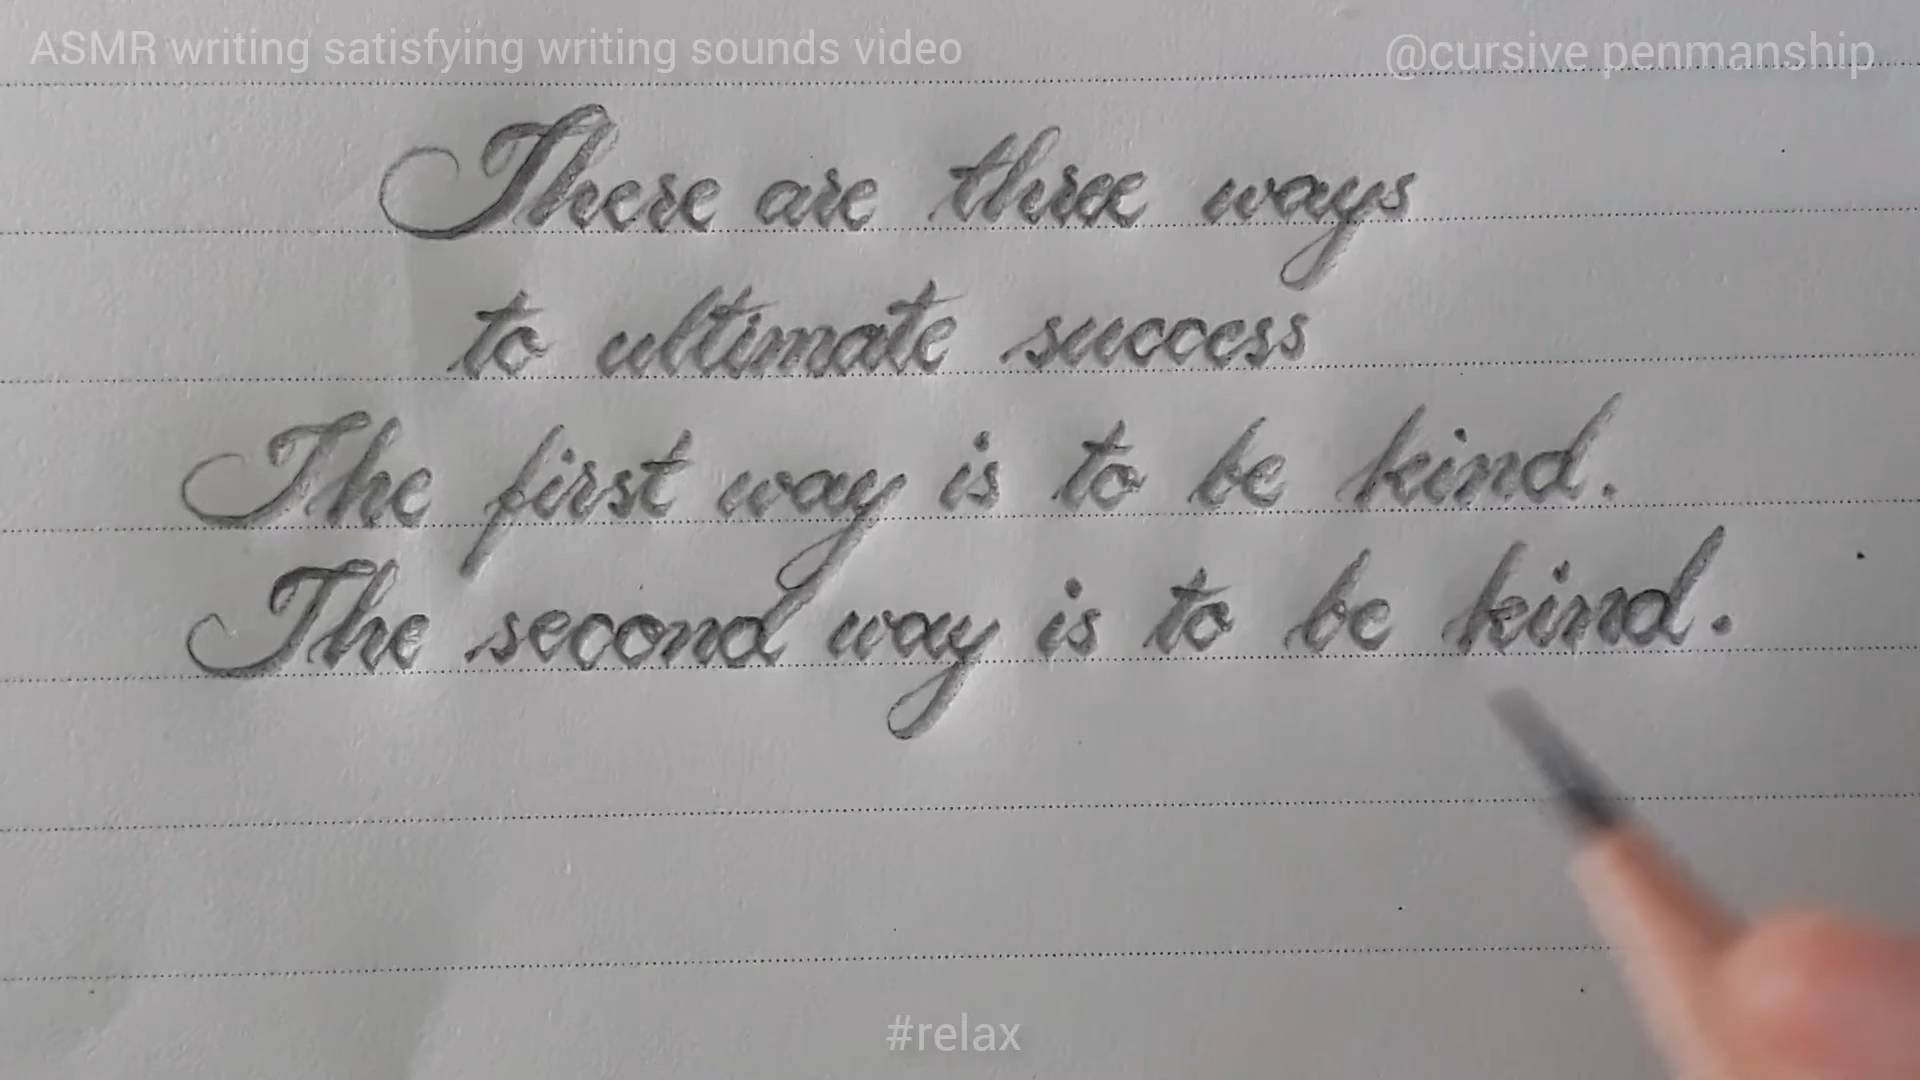 ASMR writing satisfying writing sounds video
@cursive penmanship
There are three ways
to ultimate success
The first way is to be kind.
The second way is to be kind.
#relax